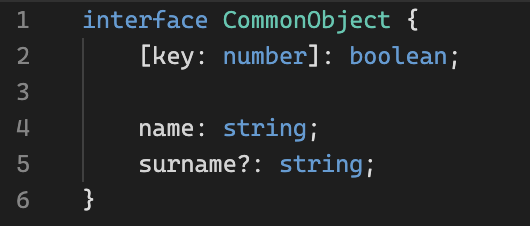 1 interface CommonObject {
2 [key: number]: boolean;
3
4 name: string;
5 surname?: string;
6 }